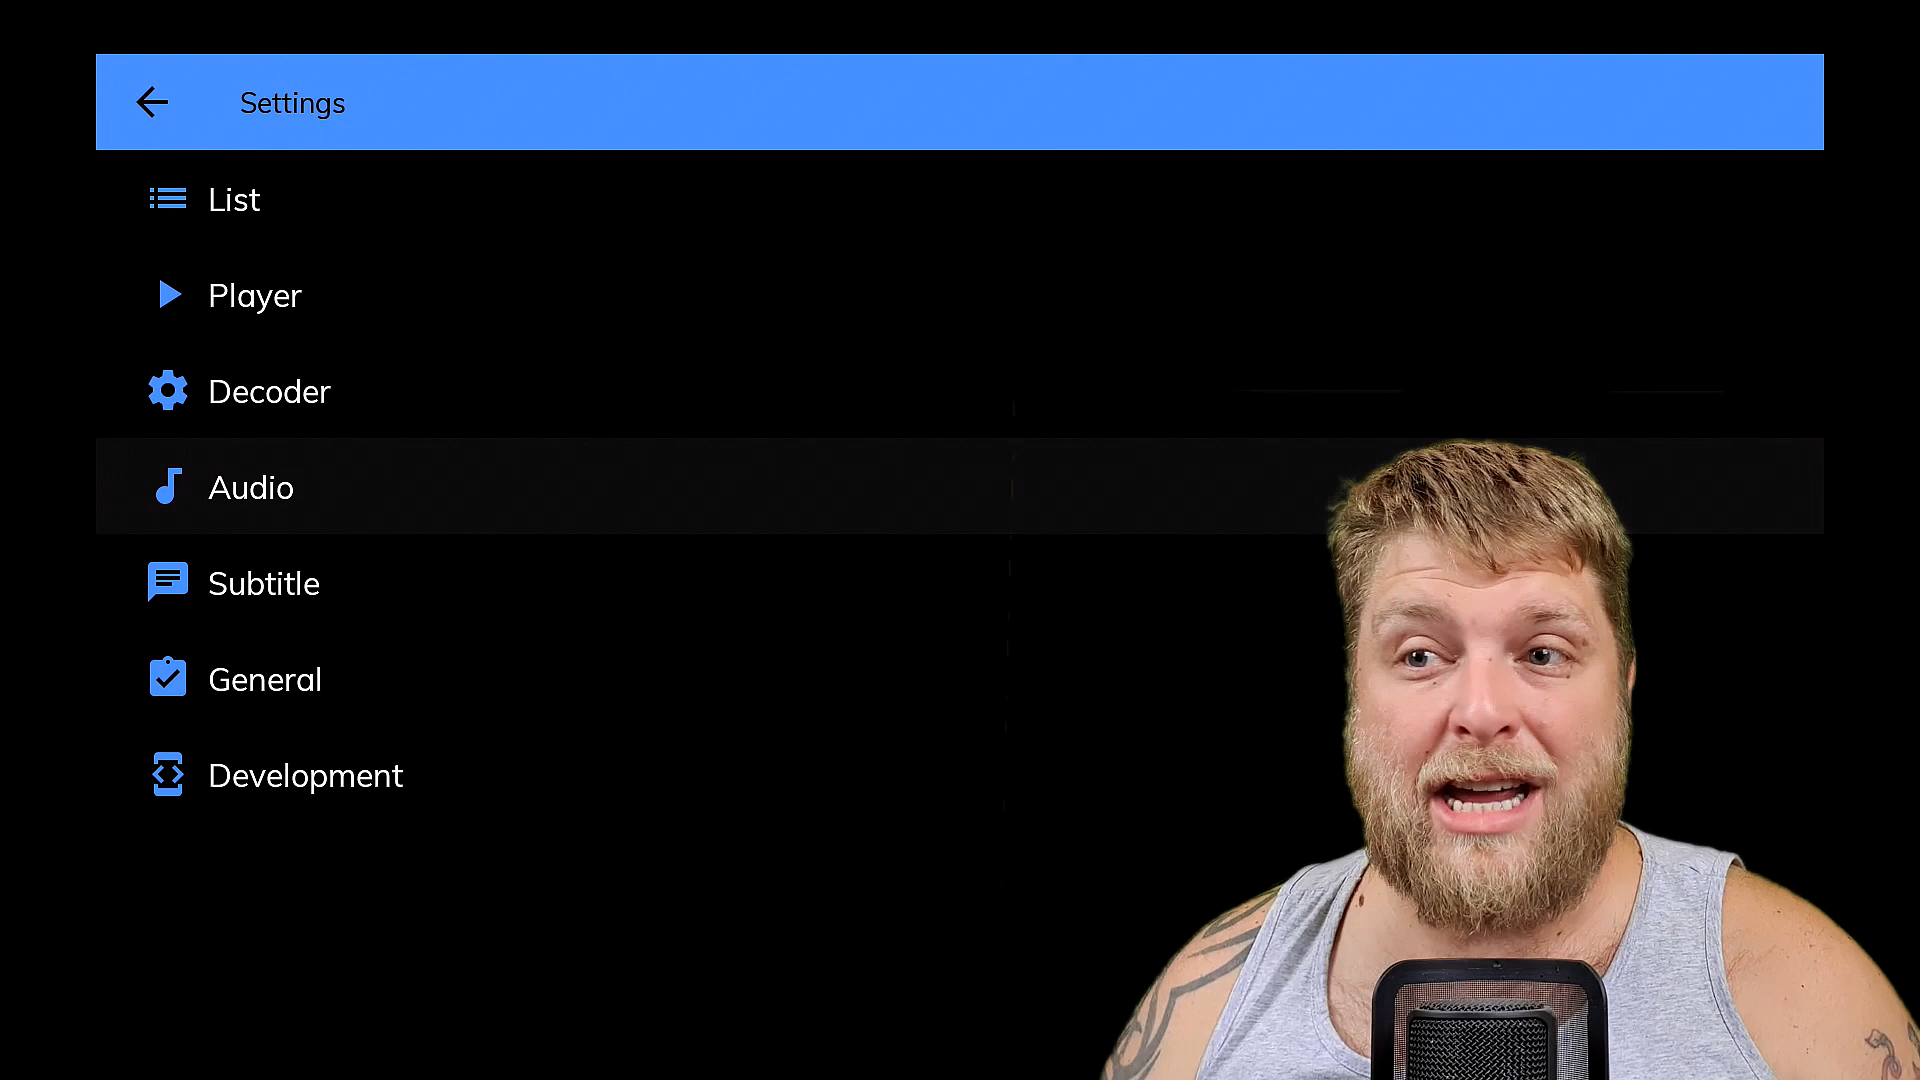 Settings
List
Player
Decoder
Audio
Subtitle
General
Development